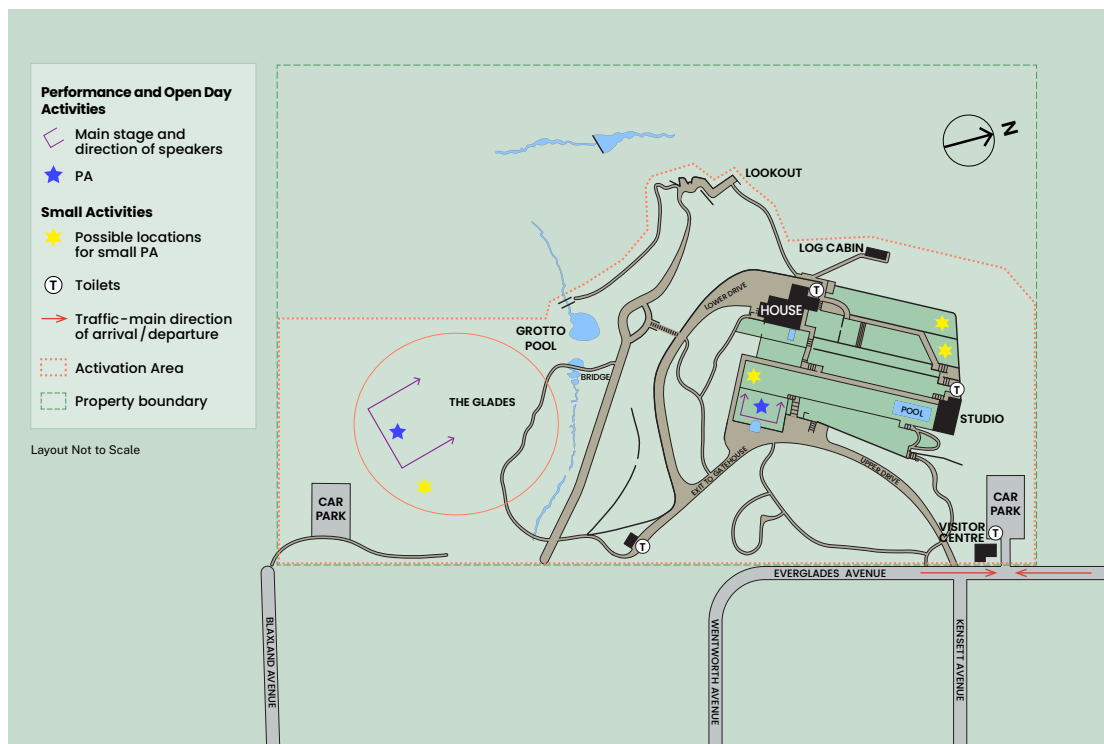 Performance and Open Day
Activities
Main stage and
direction of speakers
PA
Small Activities
Possible locations
for small PA
T
Toilets
Traffic–main direction
of arrival / departure
Activation Area
Property boundary
Layout Not to Scale
N
LOOKOUT
LOG CABIN
T
LOWER DRIVE
HOUSE
GROTTO
POOL
BRIDGE
THE GLADES
T
POOL
STUDIO
EXIT TO GATEHOUSE
UPPER DRIVE
CAR
PARK
CAR
PARK
VISITOR
CENTRE
T
T
EVERGLADES AVENUE
BLAXLAND AVENUE
WENTWORTH AVENUE
KENSETT AVENUE